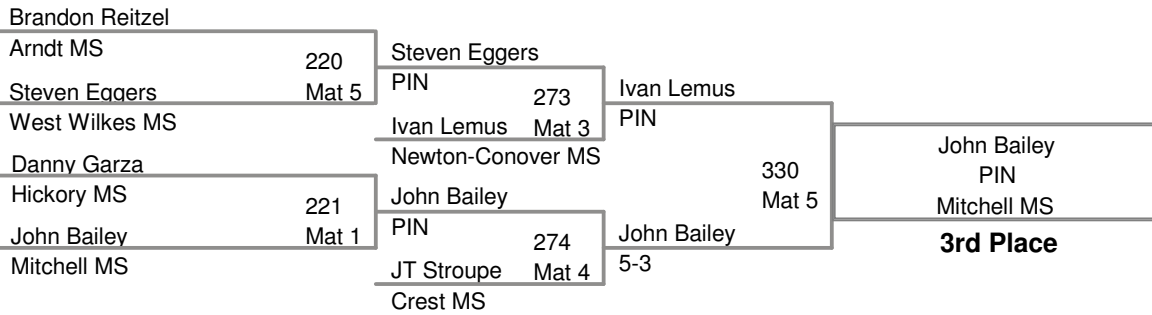 Brandon Reitzel
Arndt MS
220
Mat 5
Steven Eggers
West Wilkes MS
Danny Garza
Hickory MS
221
Mat 1
John Bailey
Mitchell MS
Steven Eggers
PIN
273
Mat 3
Ivan Lemus
Newton-Conover MS
John Bailey
PIN
274
Mat 4
JT Stroupe
Crest MS
Ivan Lemus
PIN
330
Mat 5
John Bailey
5-3
John Bailey
PIN
Mitchell MS
3rd Place